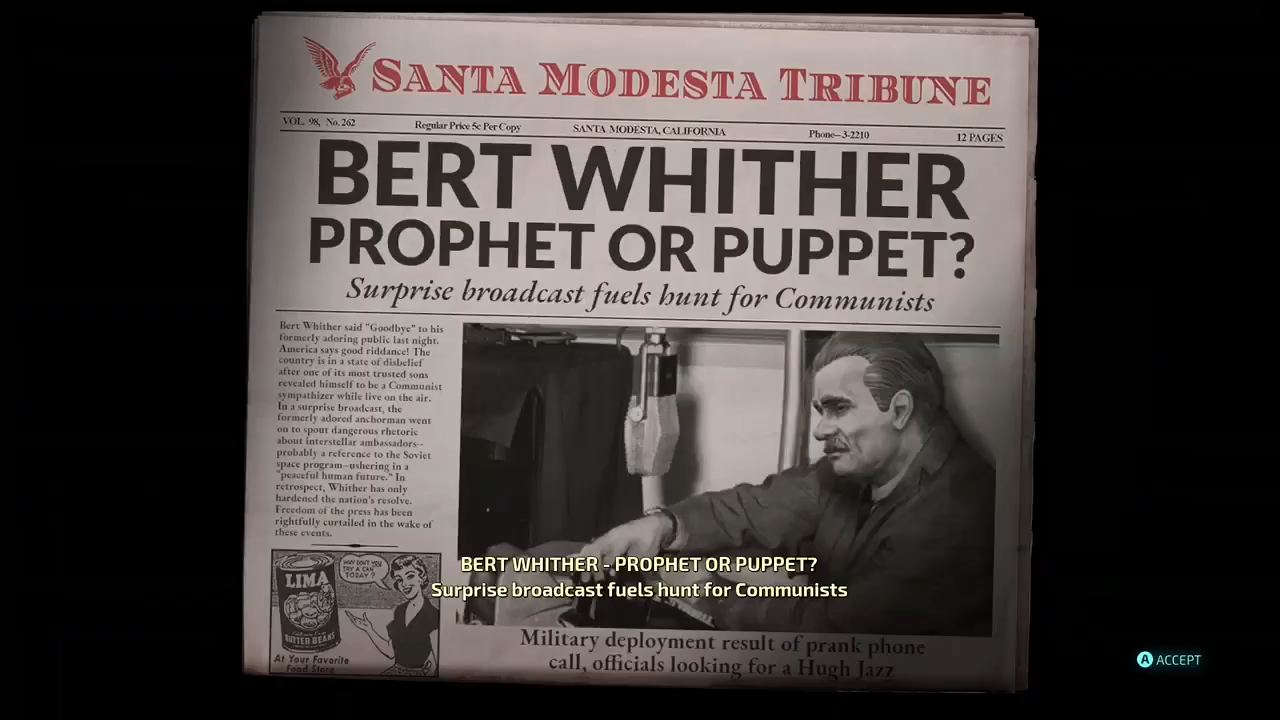 SANTA MODESTA TRIBUNE
VOL. 98, No. 262 Regular Price 5c Per Copy SANTA MODESTA, CALIFORNIA Phone—3-2210 12 PAGES
BERT WHITHER
PROPHET OR PUPPET?
Surprise broadcast fuels hunt for Communists
Bert Whither said "Goodbye" to his
formerly adoring public last night.
America says good riddance! The
country is in a state of disbelief
after one of its most trusted sons
revealed himself to be a Communist
sympathizer while live on the air.
In a surprise broadcast, the
formerly adored anchorman went
on to spout dangerous rhetoric
about interstellar ambassadors--
probably a reference to the Soviet
space program—ushering in a
"peaceful human future." In
retrospect, Whither has only
hardened the nation's resolve.
Freedom of the press has been
rightfully curtailed in the wake of
these events.
WHY DON'T YOU
TRY A CAN
TODAY?
LIMA
BUTTER BEANS
At Your Favorite
Food Store
BERT WHITHER - PROPHET OR PUPPET?
Surprise broadcast fuels hunt for Communists
Military deployment result of prank phone
call, officials looking for a Hugh Jazz
A ACCEPT